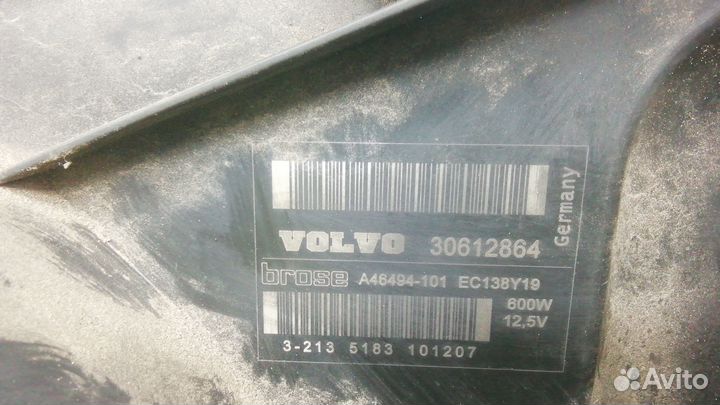 VOLVO 30612864
Germany
brose A46494-101 EC138Y19
600W
12,5V
3-213 5183 101207
Avito